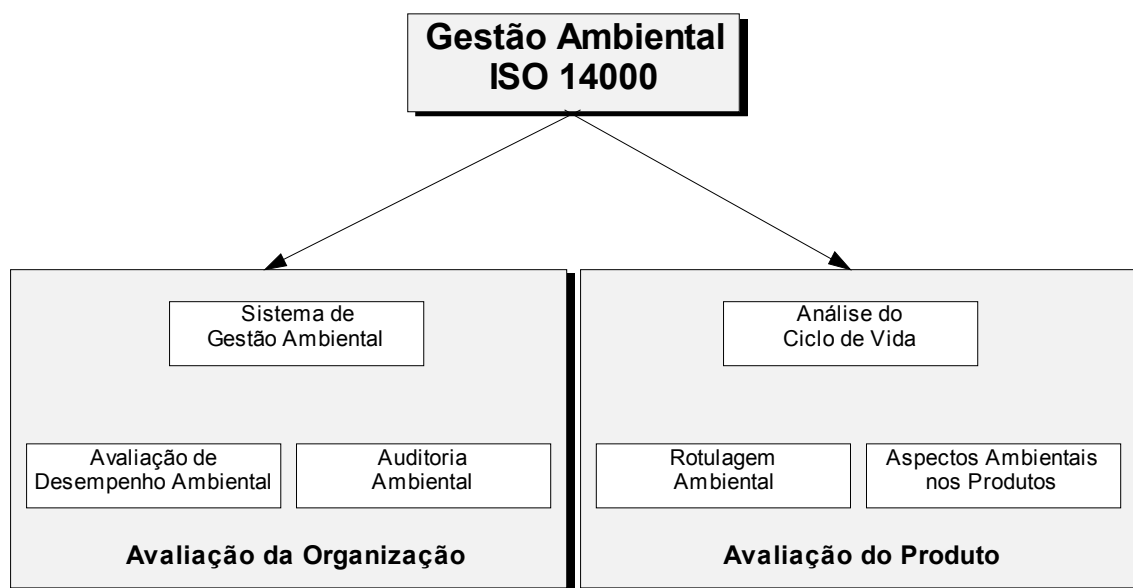 Gestão Ambiental
ISO 14000
Sistema de
Gestão Ambiental
Avaliação de
Desempenho Ambiental
Auditoria
Ambiental
Avaliação da Organização
Análise do
Ciclo de Vida
Rotulagem
Ambiental
Aspectos Ambientais
nos Produtos
Avaliação do Produto